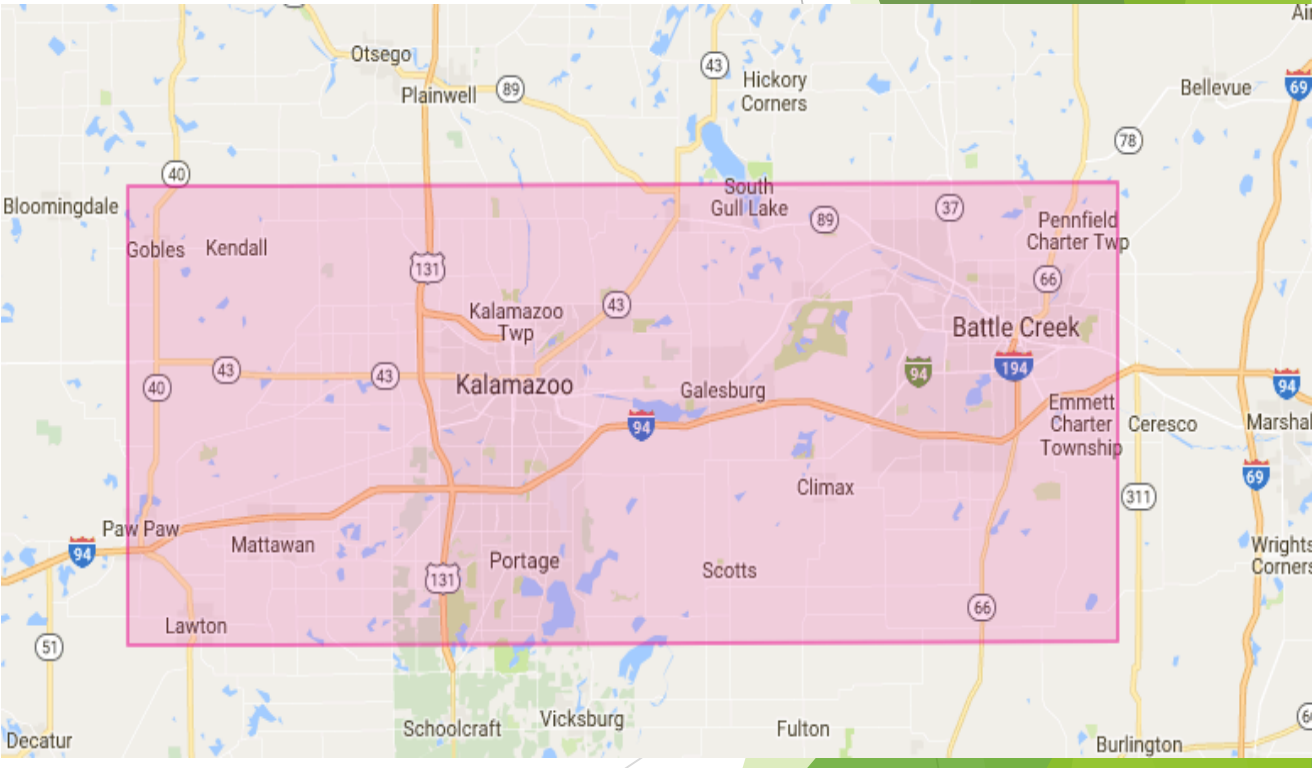 Otsego
Plainwell
89
43
Hickory
Corners
Bellevue
69
78
40
Bloomingdale
South
Gull Lake
89
37
Pennfield
Charter Twp
Gobles
Kendall
131
66
43
Kalamazoo
Twp
Battle Creek
43
43
40
Kalamazoo
Galesburg
94
194
94
94
Emmett
Charter
Township
Ceresco
Marshal
Climax
69
311
Paw Paw
94
Mattawan
Portage
131
Scotts
Wrights
Corners
66
Lawton
51
Schoolcraft
Vicksburg
Fulton
Decatur
Burlington